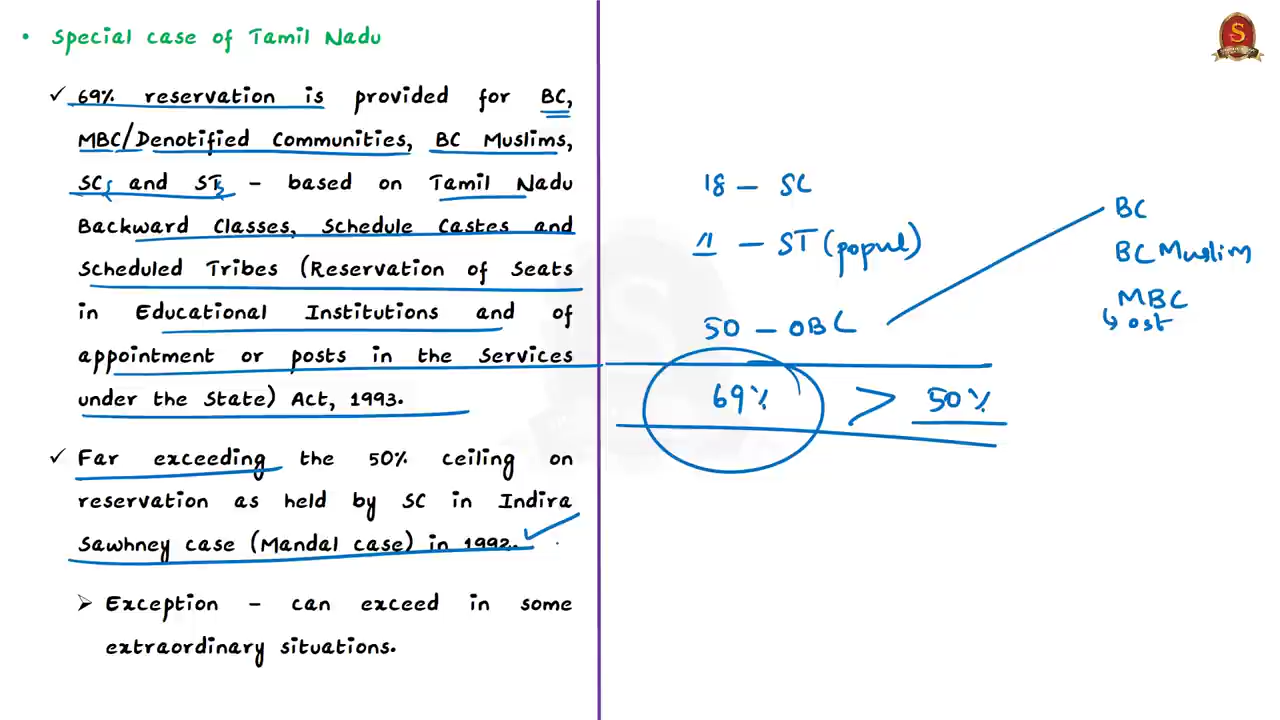 • Special case of Tamil Nadu
✓ 69% reservation is provided for BC,
MBC/Denotified Communities, BC Muslims,
SCs and STs - based on Tamil Nadu
Backward Classes, Schedule Castes and
Scheduled Tribes (Reservation of Seats
in Educational Institutions and of
appointment or posts in the Services
under the State) Act, 1993.
✓ Far exceeding the 50% ceiling on
reservation as held by SC in Indira
Sawhney case (Mandal case) in 1992.
➢ Exception - can exceed in some
extraordinary situations.
18 - SC
1 - ST (popul)
50 - OBC
69% > 50%
BC
BC Muslim
MBC
S